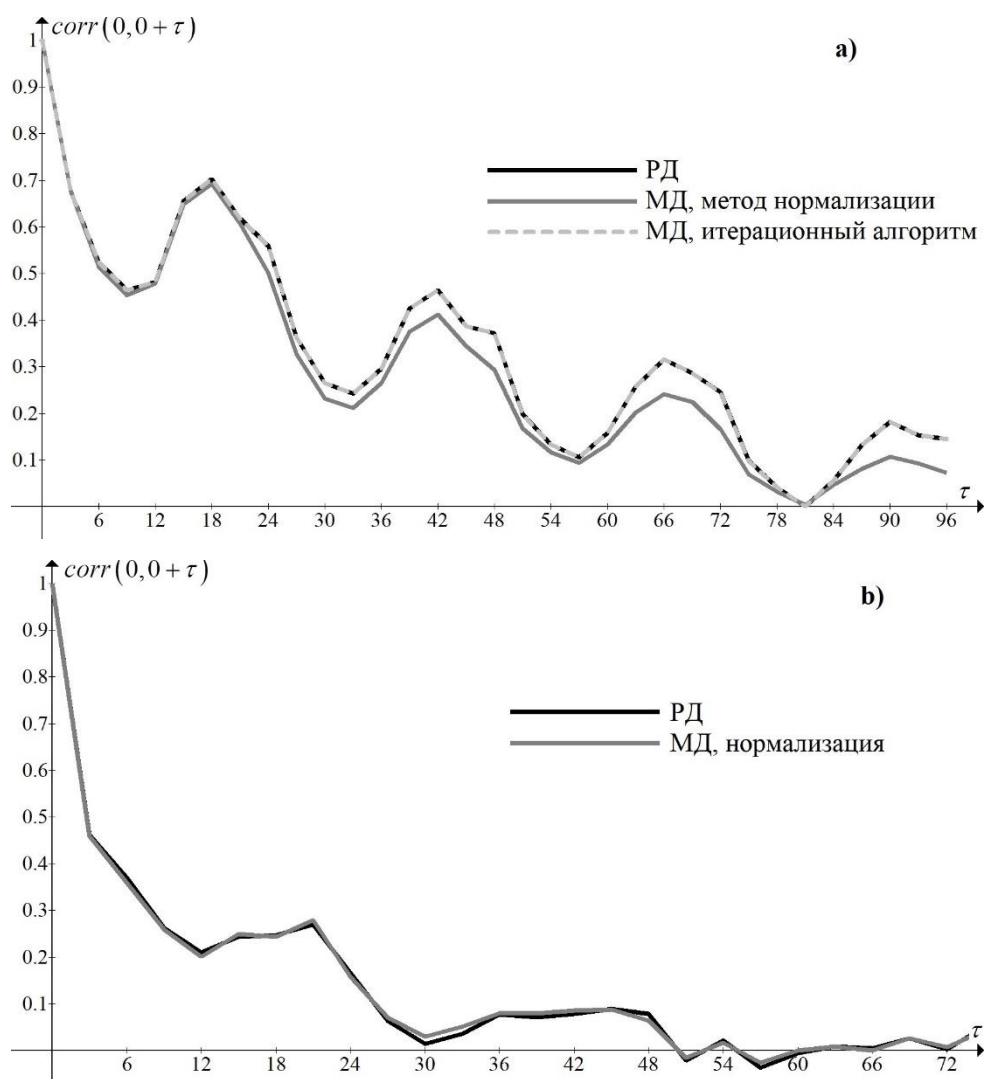 corr(0,0+τ)
a)
1
0.9
0.8
0.7
0.6
0.5
0.4
0.3
0.2
0.1
РД
МД, метод нормализации
МД, итерационный алгоритм
τ
6 12 18 24 30 36 42 48 54 60 66 72 78 84 90 96
corr(0,0+τ)
b)
1
0.9
0.8
0.7
0.6
0.5
0.4
0.3
0.2
0.1
РД
МД, нормализация
τ
6 12 18 24 30 36 42 48 54 60 66 72